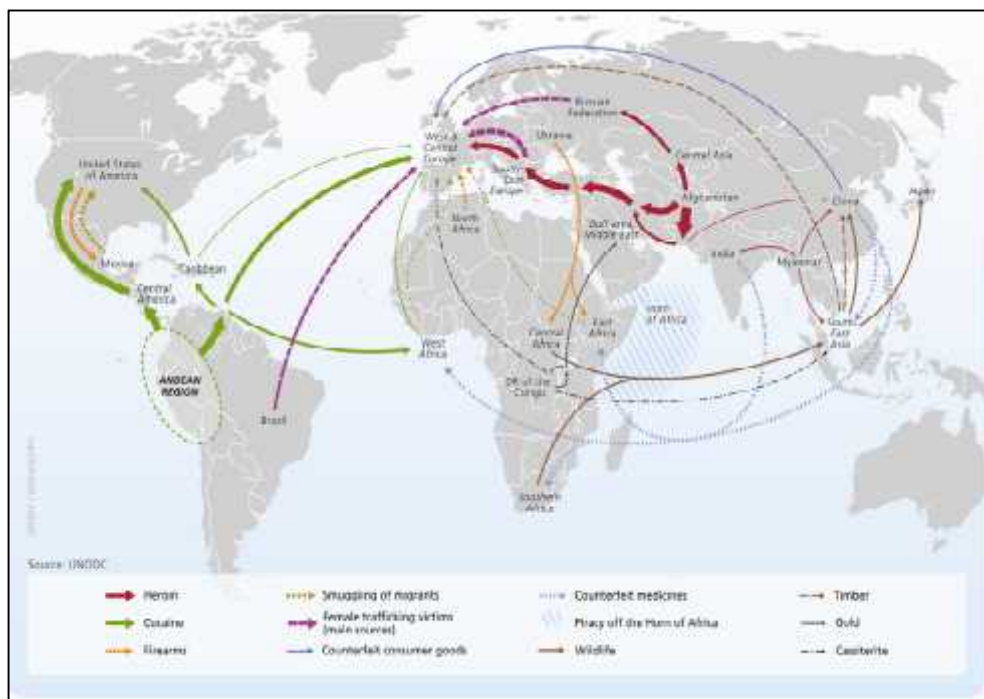 Russian
Federation
West &
Central
Europe
Ukraine
South
East
Europe
Central Asia
United States
of America
Afghanistan
China
Japan
North
Africa
Gulf area,
Middle East
Mexico
Caribbean
India
Myanmar
Central
America
Horn
of Africa
South
East
Asia
Central
Africa
East
Africa
West
Africa
ANDEAN
REGION
DR of the
Congo
Brazil
Southern
Africa
Source: UNODC
Heroin
Cocaine
Firearms
Smuggling of migrants
Female trafficking victims
(main sources)
Counterfeit consumer goods
Counterfeit medicines
Piracy off the Horn of Africa
Wildlife
Timber
Gold
Cassiterite